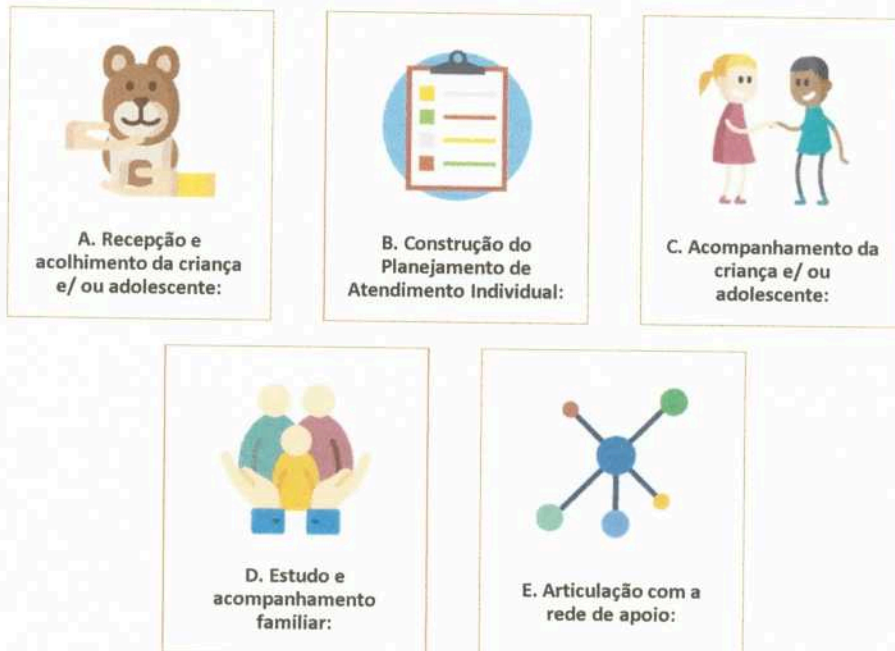 A. Recepção e
acolhimento da criança
e/ ou adolescente:
B. Construção do
Planejamento de
Atendimento Individual:
C. Acompanhamento da
criança e/ ou
adolescente:
D. Estudo e
acompanhamento
familiar:
E. Articulação com a
rede de apoio: